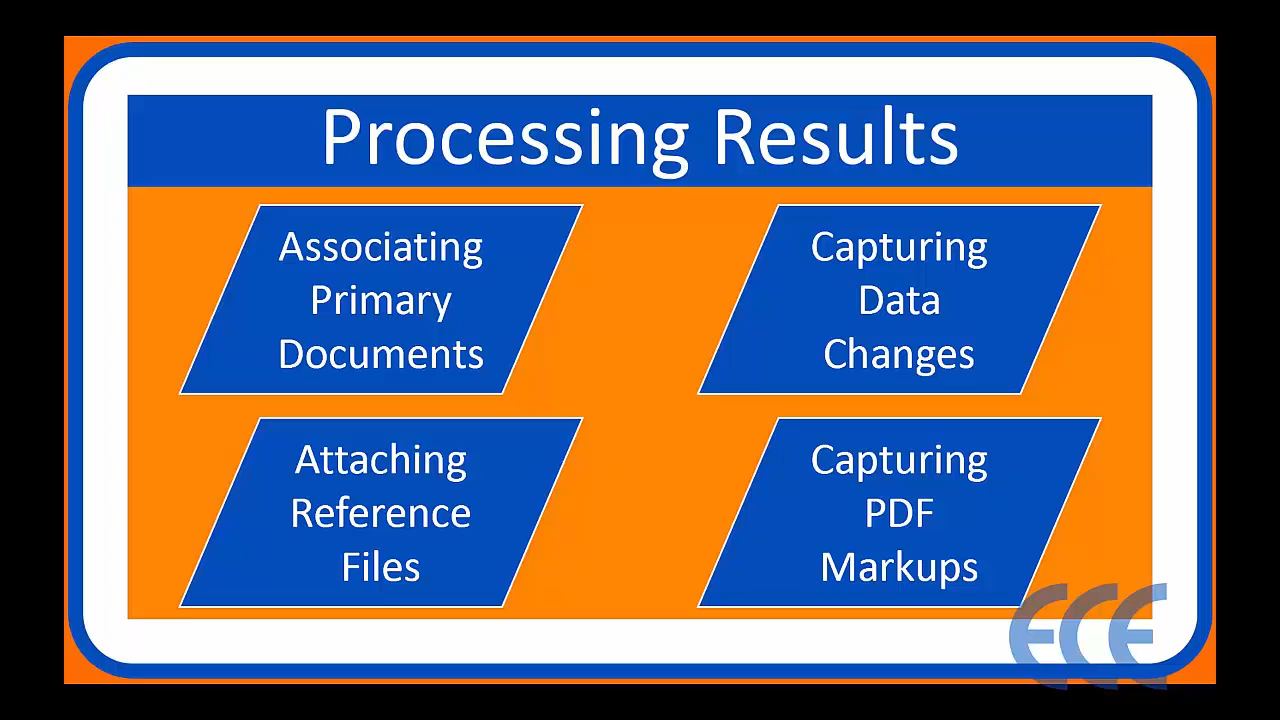 Processing Results
Associating
Primary
Documents
Capturing
Data
Changes
Attaching
Reference
Files
Capturing
PDF
Markups
ECE